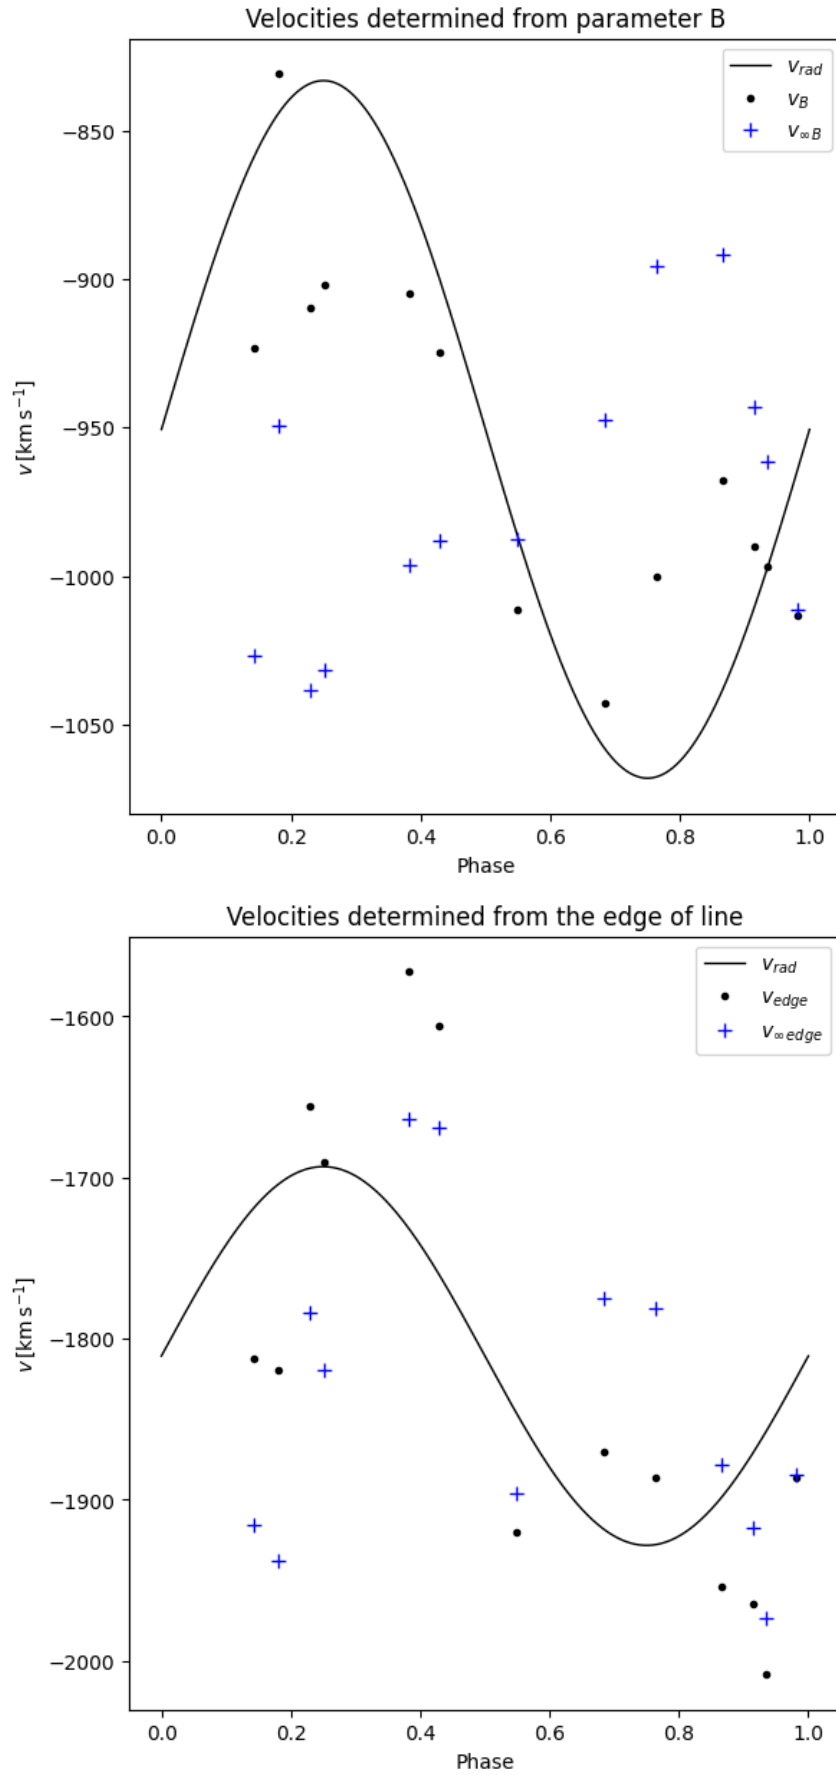 Velocities determined from parameter B
v_rad
v_B
v_∞B
−850
−900
−950
−1000
−1050
v [km s⁻¹]
0.0 0.2 0.4 0.6 0.8 1.0
Phase
Velocities determined from the edge of line
v_rad
v_edge
v_∞edge
−1600
−1700
−1800
−1900
−2000
v [km s⁻¹]
0.0 0.2 0.4 0.6 0.8 1.0
Phase